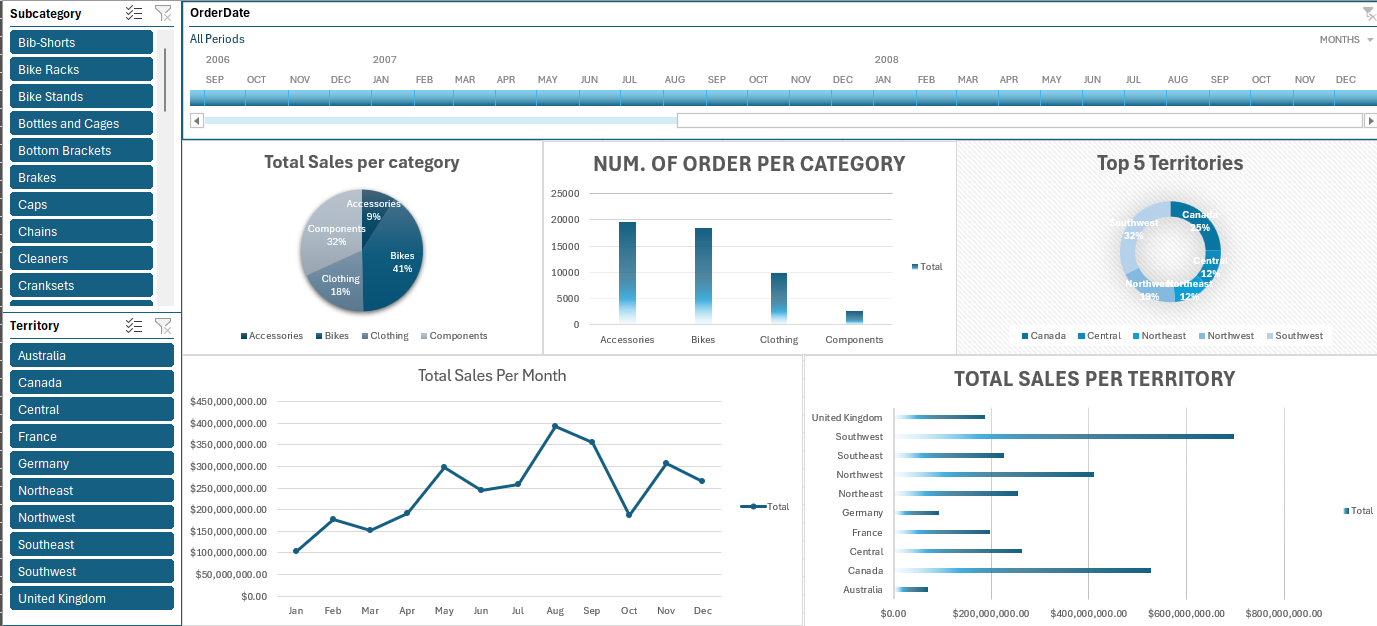 Subcategory
Bib-Shorts
Bike Racks
Bike Stands
Bottles and Cages
Bottom Brackets
Brakes
Caps
Chains
Cleaners
Cranksets
Territory
Australia
Canada
Central
France
Germany
Northeast
Northwest
Southeast
Southwest
United Kingdom
OrderDate
All Periods
MONTHS
2006 2007 2008
SEP OCT NOV DEC JAN FEB MAR APR MAY JUN JUL AUG SEP OCT NOV DEC JAN FEB MAR APR MAY JUN JUL AUG SEP OCT NOV DEC
Total Sales per category
Accessories
9%
Components
32%
Bikes
41%
Clothing
18%
Accessories Bikes Clothing Components
NUM. OF ORDER PER CATEGORY
25000
20000
15000
10000
5000
0
Accessories Bikes Clothing Components
Total
Top 5 Territories
Canada
25%
Southwest
32%
Central
12%
Northwest
19%
Northeast
12%
Canada Central Northeast Northwest Southwest
Total Sales Per Month
$450,000,000.00
$400,000,000.00
$350,000,000.00
$300,000,000.00
$250,000,000.00
$200,000,000.00
$150,000,000.00
$100,000,000.00
$50,000,000.00
$0.00
Jan Feb Mar Apr May Jun Jul Aug Sep Oct Nov Dec
Total
TOTAL SALES PER TERRITORY
United Kingdom
Southwest
Southeast
Northwest
Northeast
Germany
France
Central
Canada
Australia
$0.00 $200,000,000.00 $400,000,000.00 $600,000,000.00 $800,000,000.00
Total